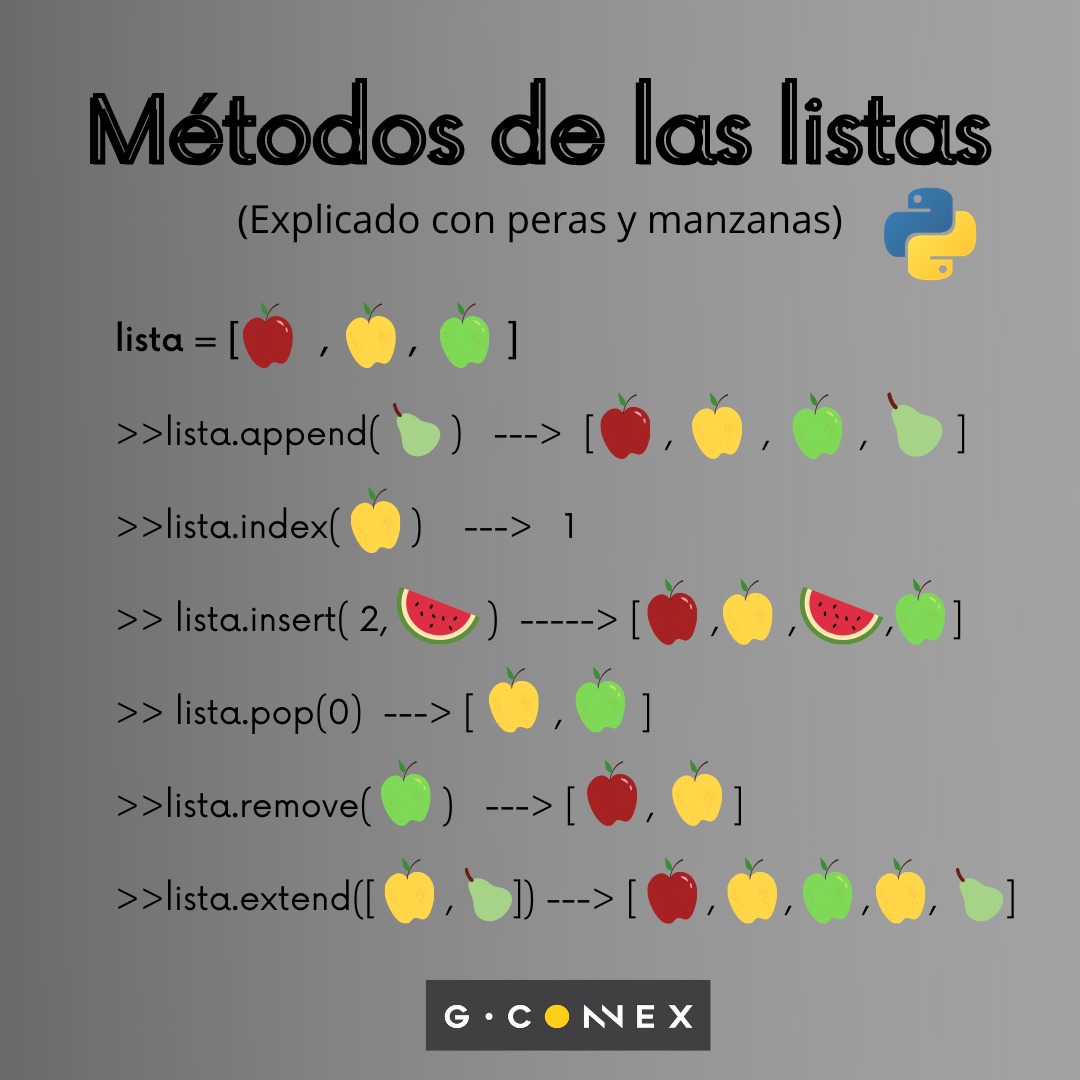 Métodos de las listas
(Explicado con peras y manzanas)
lista = [ , , ]
>>lista.append( ) ---> [ , , , ]
>>lista.index( ) ---> 1
>> lista.insert( 2, ) -----> [ , , , ]
>> lista.pop(0) ---> [ , ]
>>lista.remove( ) ---> [ , ]
>>lista.extend([ , ]) ---> [ , , , , ]
G·CONNEX